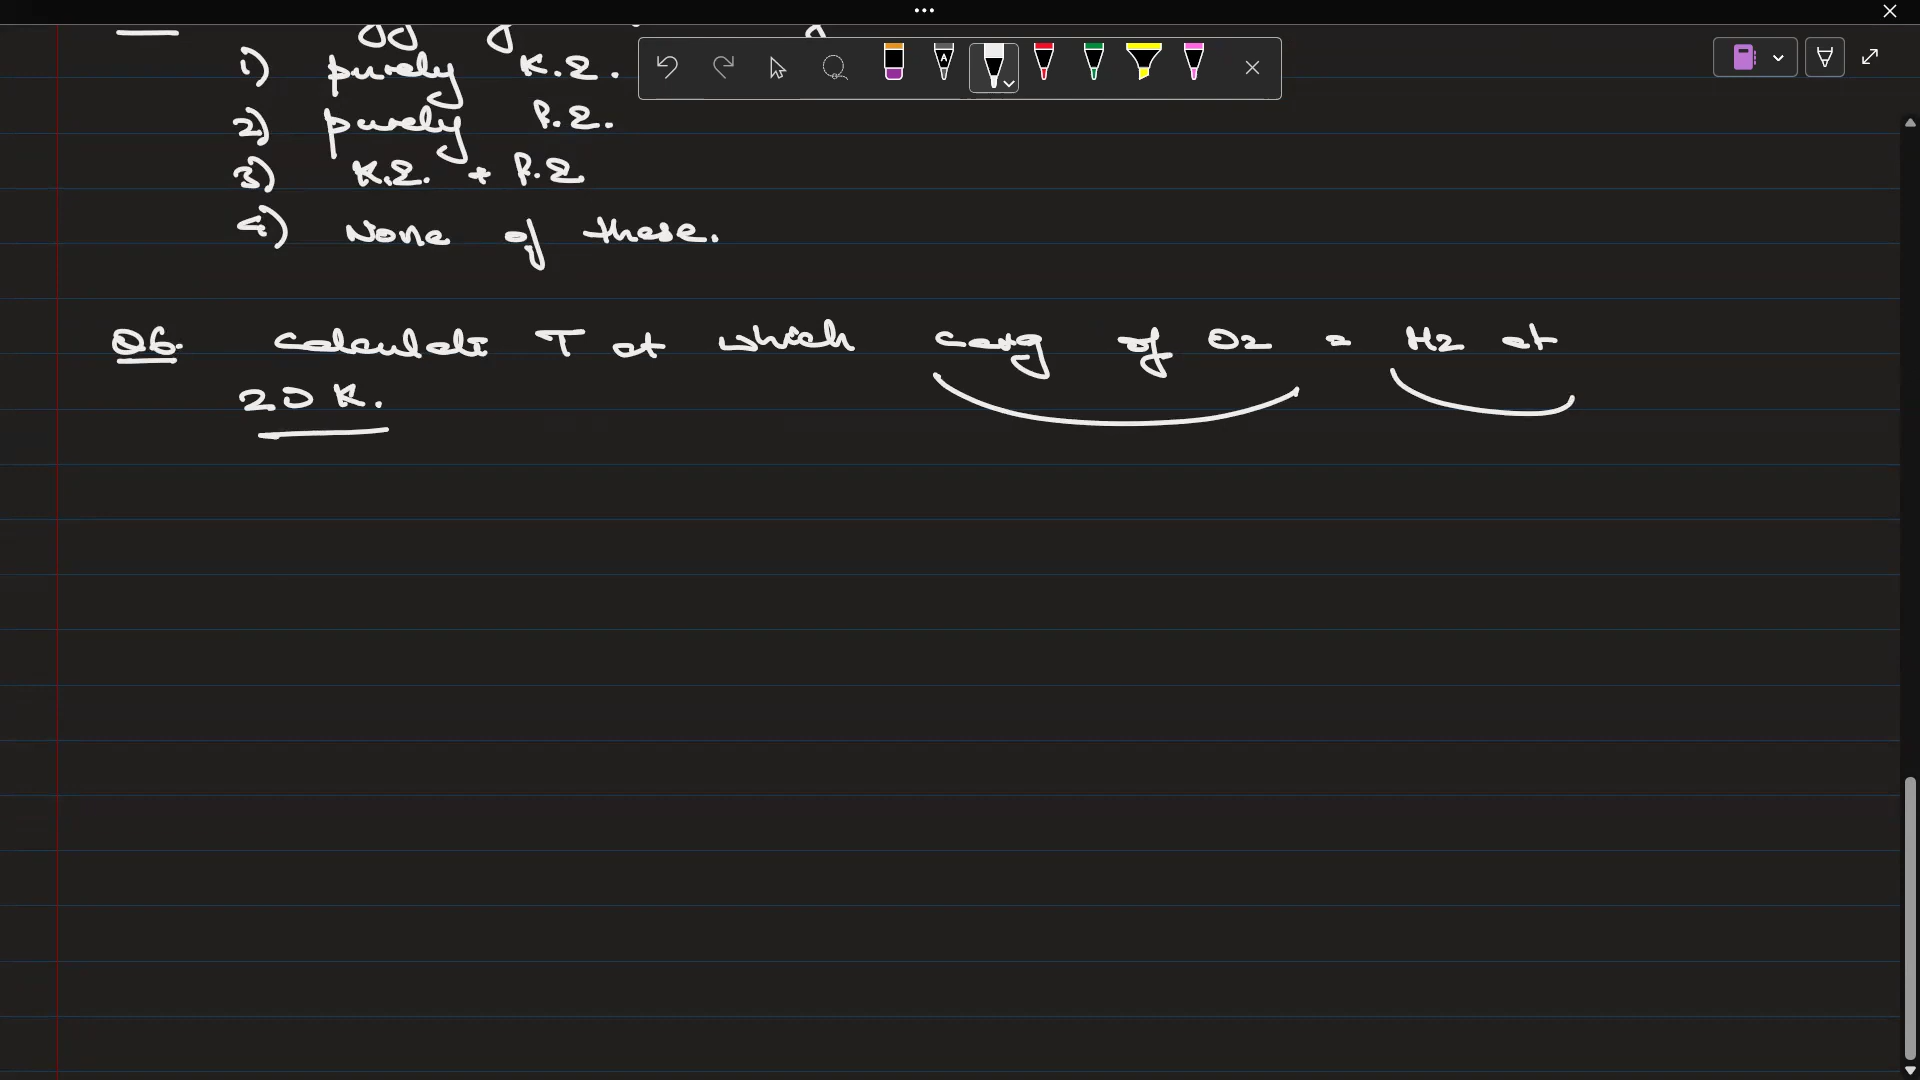 1) purely K.E.
2) purely P.E.
3) K.E. + P.E
4) None of these.
Q6. Calculate T at which Cavg of O2 = H2 at
20 K.